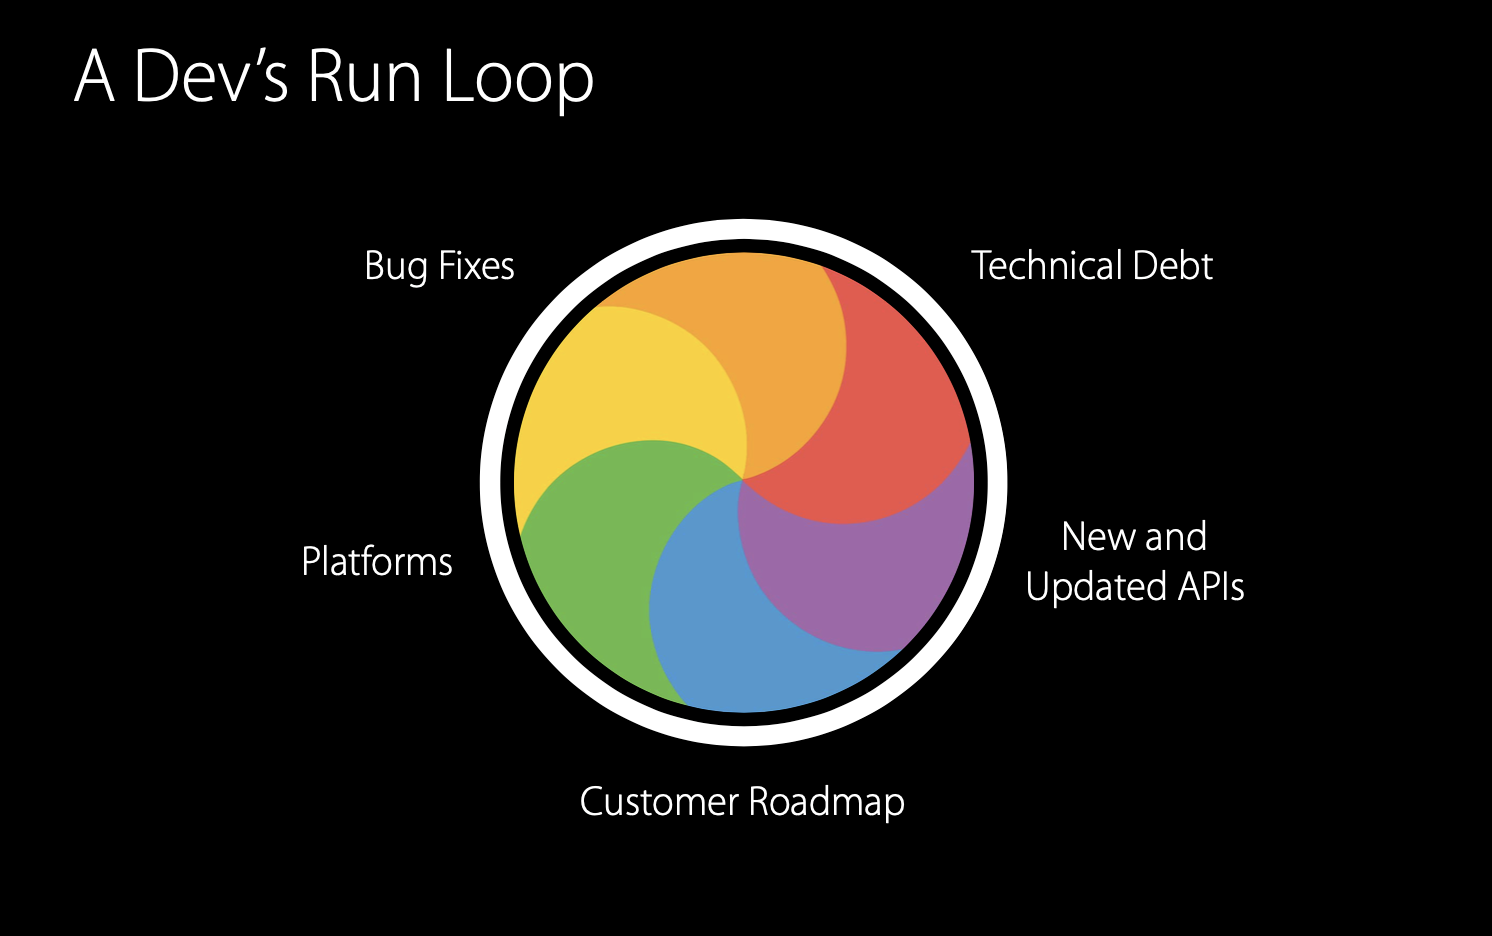 A Dev’s Run Loop
Bug Fixes
Technical Debt
Platforms
New and
Updated APIs
Customer Roadmap